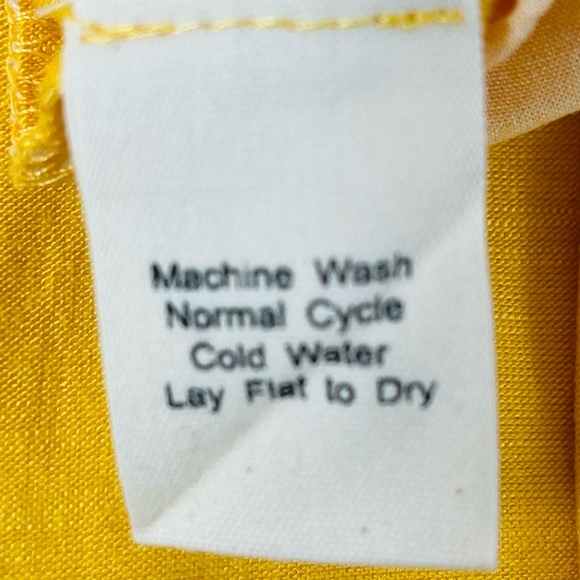 Machine Wash
Normal Cycle
Cold Water
Lay Flat to Dry